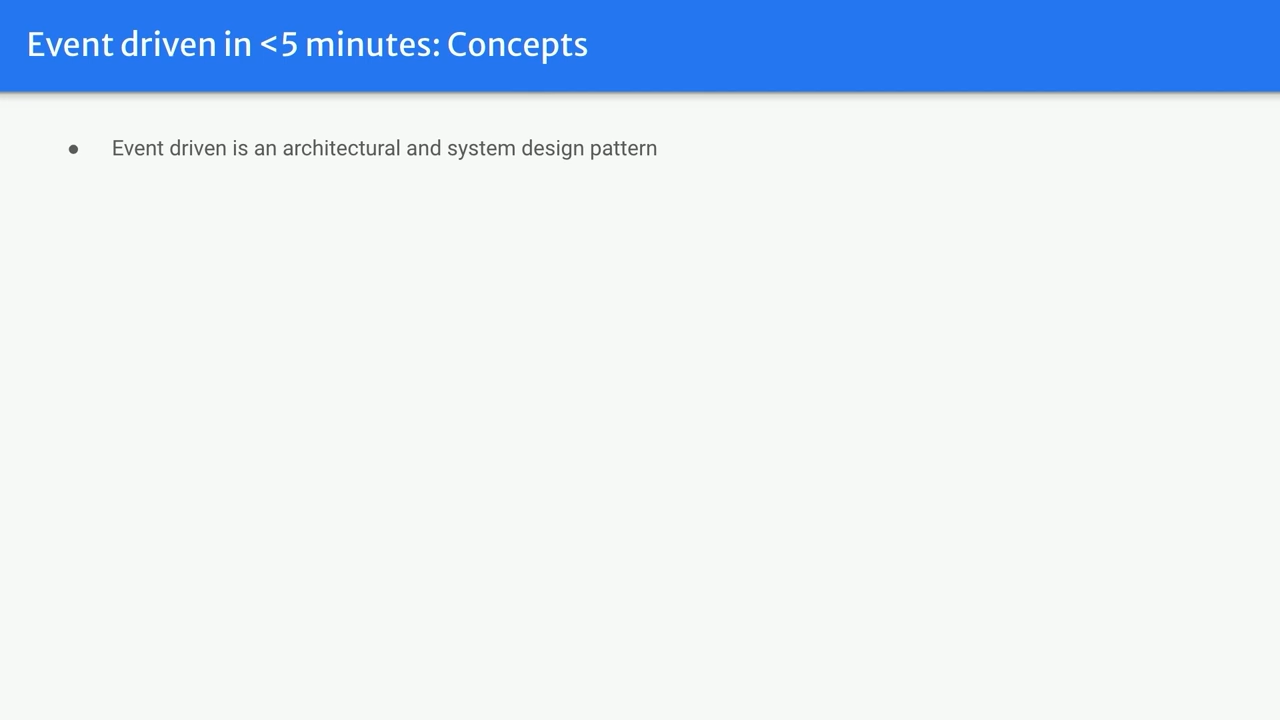 Event driven in <5 minutes: Concepts
● Event driven is an architectural and system design pattern